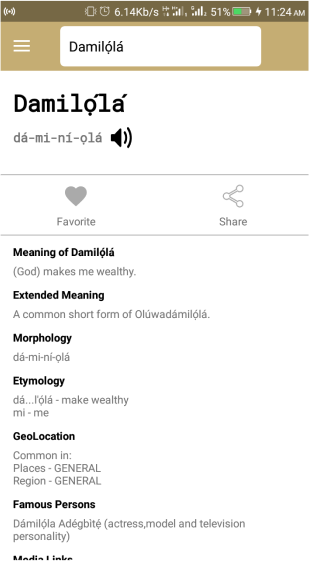 6.14Kb/s 51% 11:24 AM
Damilọ́lá
Damilọ́lá
dá-mi-ní-ọlá
Favorite Share
Meaning of Damilọ́lá
(God) makes me wealthy.
Extended Meaning
A common short form of Olúwadámilọ́lá.
Morphology
dá-mi-ní-ọlá
Etymology
dá...l'ọ́lá - make wealthy
mi - me
GeoLocation
Common in:
Places - GENERAL
Region - GENERAL
Famous Persons
Dámilọ́la Adégbìtẹ́ (actress,model and television
personality)
Media Links